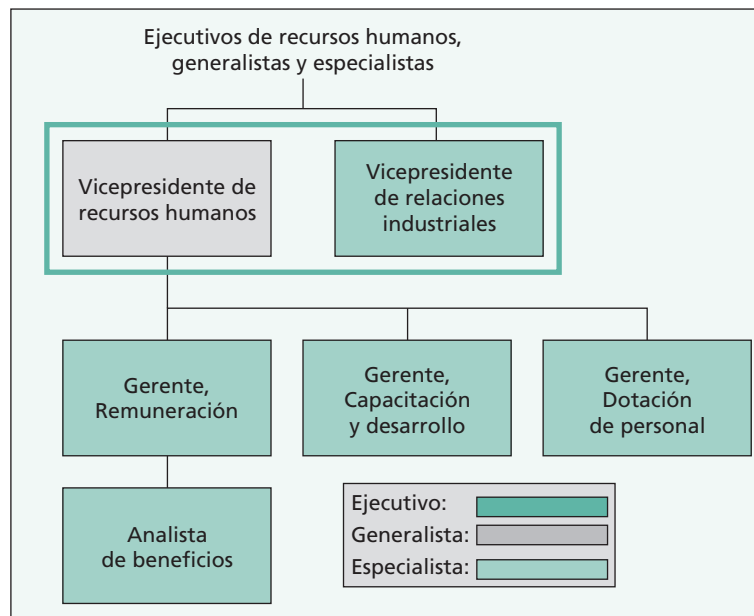 Ejecutivos de recursos humanos,
generalistas y especialistas
Vicepresidente de
recursos humanos
Vicepresidente
de relaciones
industriales
Gerente,
Remuneración
Gerente,
Capacitación
y desarrollo
Gerente,
Dotación
de personal
Analista
de beneficios
Ejecutivo:
Generalista:
Especialista: